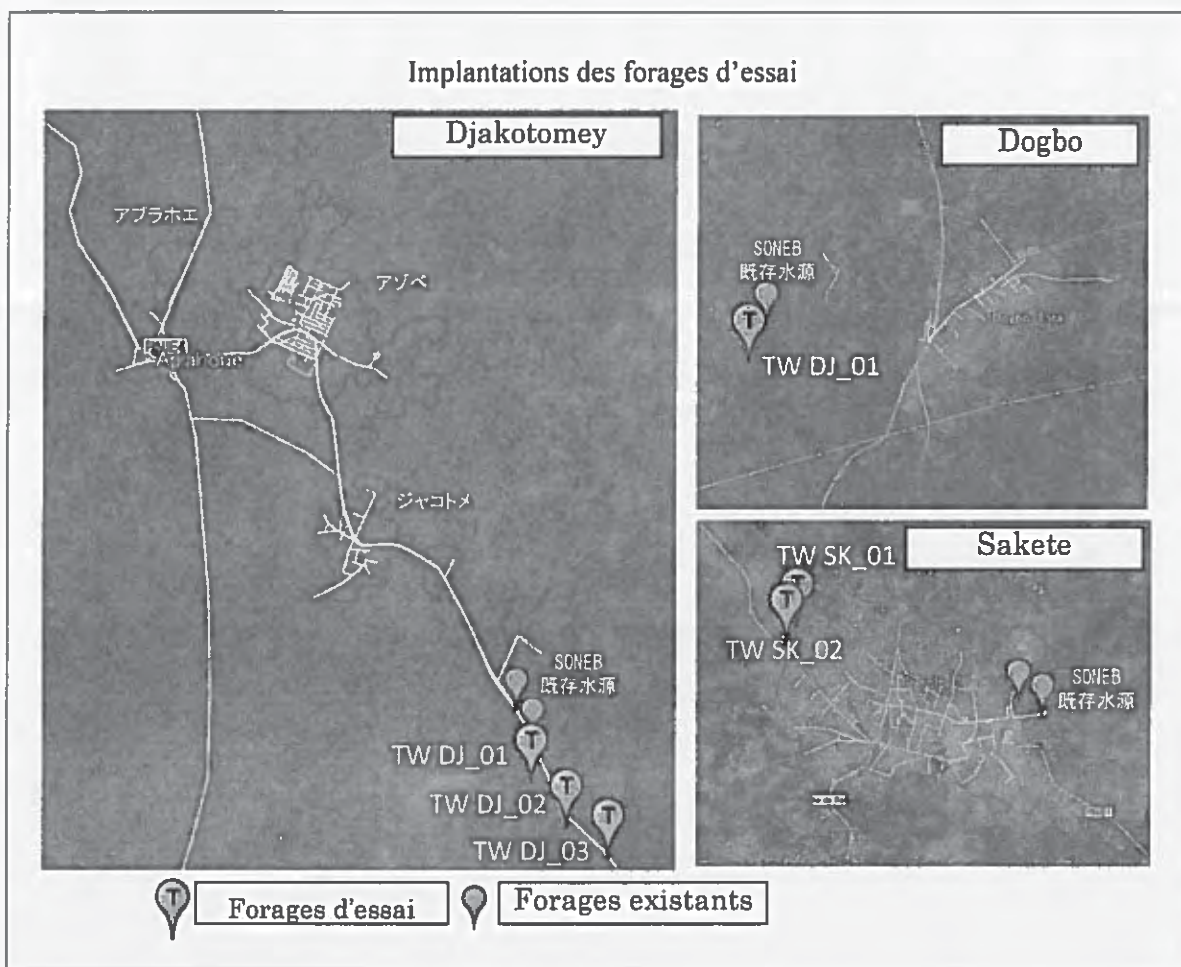 Implantations des forages d'essai
Djakotomey
アブラホエ
アゾベ
ジャコトメ
SONEB
既存水源
TW DJ_01
TW DJ_02
TW DJ_03
Dogbo
SONEB
既存水源
TW DJ_01
Sakete
TW SK_01
TW SK_02
SONEB
既存水源
T
Forages d'essai
Forages existants